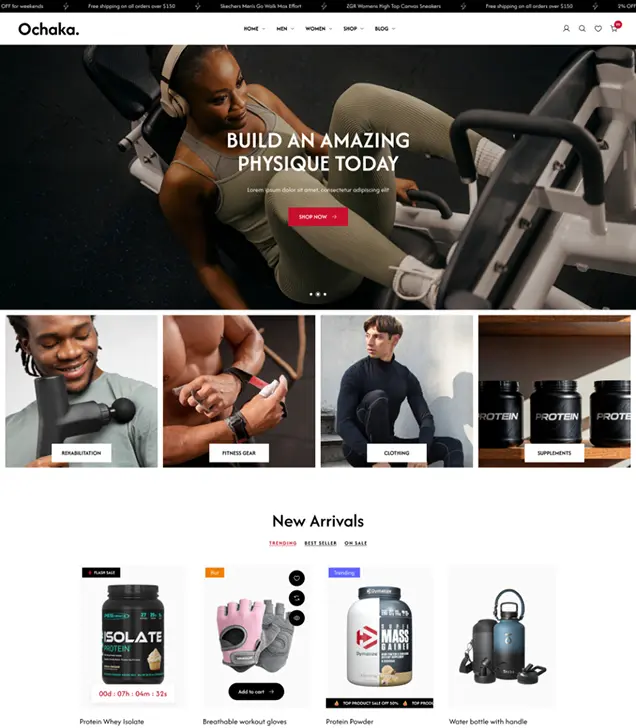 OFF for weekends Free shipping on all orders over $150 Skechers Men's Go Walk Max Effort ZGR Womens High Top Canvas Sneakers Free shipping on all orders over $150 5% OFF
Ochaka.
HOME MEN WOMEN SHOP BLOG
BUILD AN AMAZING
PHYSIQUE TODAY
Lorem ipsum dolor sit amet, consectetur adipiscing elit
SHOP NOW
PROTEIN PROTEIN PROTE
REHABILITATION FITNESS GEAR CLOTHING SUPPLEMENTS
New Arrivals
TRENDING BEST SELLER ON SALE
FLASH SALE Trending
ISOLATE
PROTEIN
Dymatize
SUPER
MASS
GAINER
00d : 07h : 04m : 32s
Add to cart
TOP PRODUCT SALE OFF 50% TOP PRODUCT
Protein Whey Isolate Breathable workout gloves Protein Powder Water bottle with handle